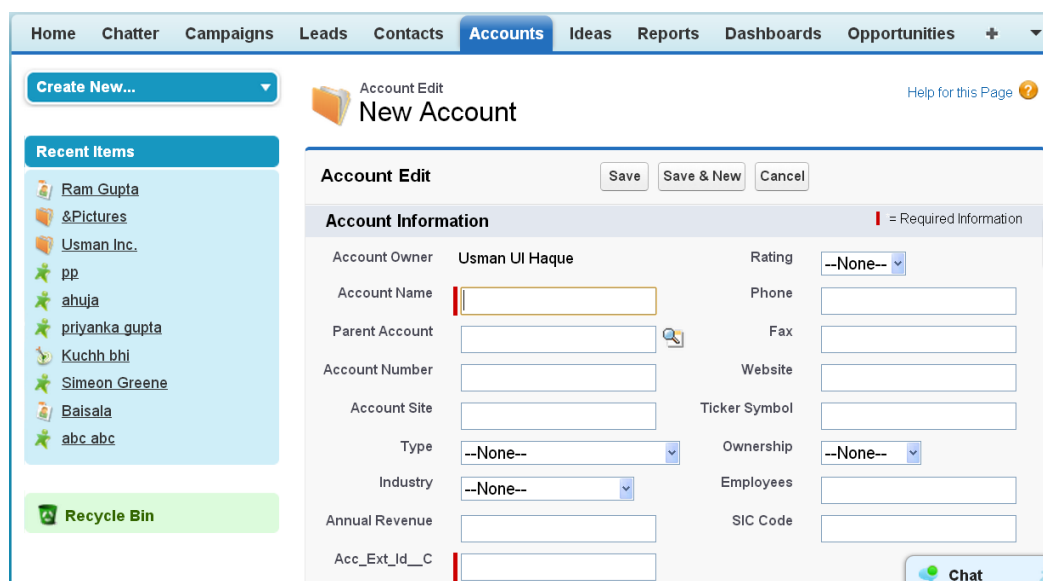 Home Chatter Campaigns Leads Contacts Accounts Ideas Reports Dashboards Opportunities +
Create New...
Recent Items
Ram Gupta
&Pictures
Usman Inc.
pp
ahuja
priyanka gupta
Kuchh bhi
Simeon Greene
Baisala
abc abc
Recycle Bin
Account Edit
New Account
Help for this Page ?
Account Edit Save Save & New Cancel
Account Information = Required Information
Account Owner Usman Ul Haque Rating --None--
Account Name Phone
Parent Account Fax
Account Number Website
Account Site Ticker Symbol
Type --None-- Ownership --None--
Industry --None-- Employees
Annual Revenue SIC Code
Acc_Ext_Id__C
Chat